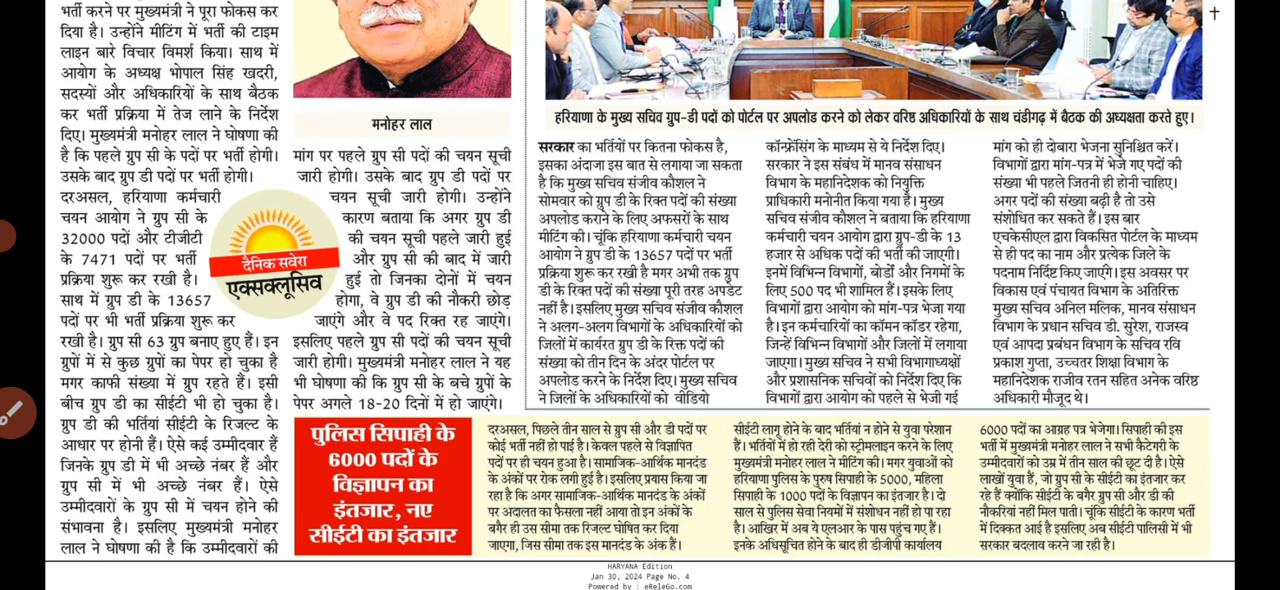 भर्ती करने पर मुख्यमंत्री ने पूरा फोकस कर
दिया है। उन्होंने मीटिंग में भर्ती की टाइम
लाइन बारे विचार विमर्श किया। साथ में
आयोग के अध्यक्ष भोपाल सिंह खदरी,
सदस्यों और अधिकारियों के साथ बैठक
कर भर्ती प्रक्रिया में तेज लाने के निर्देश
दिए। मुख्यमंत्री मनोहर लाल ने घोषणा की
है कि पहले ग्रुप सी के पदों पर भर्ती होगी।
उसके बाद ग्रुप डी पदों पर भर्ती होगी।
दरअसल, हरियाणा कर्मचारी
चयन आयोग ने ग्रुप सी के
32000 पदों और टीजीटी
के 7471 पदों पर भर्ती
प्रक्रिया शुरू कर रखी है।
साथ में ग्रुप डी के 13657
पदों पर भी भर्ती प्रक्रिया शुरू कर
रखी है। ग्रुप सी 63 ग्रुप बनाए हुए हैं। इन
ग्रुपों में से कुछ ग्रुपों का पेपर हो चुका है
मगर काफी संख्या में ग्रुप रहते हैं। इसी
बीच ग्रुप डी का सीईटी भी हो चुका है।
ग्रुप डी की भर्तियां सीईटी के रिजल्ट के
आधार पर होनी हैं। ऐसे कई उम्मीदवार हैं
जिनके ग्रुप डी में भी अच्छे नंबर हैं और
ग्रुप सी में भी अच्छे नंबर हैं। ऐसे
उम्मीदवारों के ग्रुप सी में चयन होने की
संभावना है। इसलिए मुख्यमंत्री मनोहर
लाल ने घोषणा की है कि उम्मीदवारों की
मनोहर लाल
मांग पर पहले ग्रुप सी पदों की चयन सूची
जारी होगी। उसके बाद ग्रुप डी पदों पर
चयन सूची जारी होगी। उन्होंने
कारण बताया कि अगर ग्रुप डी
की चयन सूची पहले जारी हुई
और ग्रुप सी की बाद में जारी
हुई तो जिनका दोनों में चयन
होगा, वे ग्रुप डी की नौकरी छोड़
जाएंगे और वे पद रिक्त रह जाएंगे।
इसलिए पहले ग्रुप सी पदों की चयन सूची
जारी होगी। मुख्यमंत्री मनोहर लाल ने यह
भी घोषणा की कि ग्रुप सी के बचे ग्रुपों के
पेपर अगले 18-20 दिनों में हो जाएंगे।
दैनिक सवेरा
एक्सक्लूसिव
हरियाणा के मुख्य सचिव ग्रुप-डी पदों को पोर्टल पर अपलोड करने को लेकर वरिष्ठ अधिकारियों के साथ चंडीगढ़ में बैठक की अध्यक्षता करते हुए।
सरकार का भर्तियों पर कितना फोकस है,
इसका अंदाजा इस बात से लगाया जा सकता
है कि मुख्य सचिव संजीव कौशल ने
सोमवार को ग्रुप डी के रिक्त पदों की संख्या
अपलोड कराने के लिए अफसरों के साथ
मीटिंग की। चूंकि हरियाणा कर्मचारी चयन
आयोग ने ग्रुप डी के 13657 पदों पर भर्ती
प्रक्रिया शुरू कर रखी है मगर अभी तक ग्रुप
डी के रिक्त पदों की संख्या पूरी तरह अपडेट
नहीं है। इसलिए मुख्य सचिव संजीव कौशल
ने अलग-अलग विभागों के अधिकारियों को
जिलों में कार्यरत ग्रुप डी के रिक्त पदों की
संख्या को तीन दिन के अंदर पोर्टल पर
अपलोड करने के निर्देश दिए। मुख्य सचिव
ने जिलों के अधिकारियों को वीडियो
कॉन्फ्रेंसिंग के माध्यम से ये निर्देश दिए।
सरकार ने इस संबंध में मानव संसाधन
विभाग के महानिदेशक को नियुक्ति
प्राधिकारी मनोनीत किया गया है। मुख्य
सचिव संजीव कौशल ने बताया कि हरियाणा
कर्मचारी चयन आयोग द्वारा ग्रुप-डी के 13
हजार से अधिक पदों की भर्ती की जाएगी।
इनमें विभिन्न विभागों, बोर्डों और निगमों के
लिए 500 पद भी शामिल हैं। इसके लिए
विभागों द्वारा आयोग को मांग-पत्र भेजा गया
है। इन कर्मचारियों का कॉमन कॉडर रहेगा,
जिन्हें विभिन्न विभागों और जिलों में लगाया
जाएगा। मुख्य सचिव ने सभी विभागाध्यक्षों
और प्रशासनिक सचिवों को निर्देश दिए कि
विभागों द्वारा आयोग को पहले से भेजी गई
मांग को ही दोबारा भेजना सुनिश्चित करें।
विभागों द्वारा मांग-पत्र में भेजे गए पदों की
संख्या भी पहले जितनी ही होनी चाहिए।
अगर पदों की संख्या बढ़ी है तो उसे
संशोधित कर सकते हैं। इस बार
एचकेसीएल द्वारा विकसित पोर्टल के माध्यम
से ही पद का नाम और प्रत्येक जिले के
पदनाम निर्दिष्ट किए जाएंगे। इस अवसर पर
विकास एवं पंचायत विभाग के अतिरिक्त
मुख्य सचिव अनिल मलिक, मानव संसाधन
विभाग के प्रधान सचिव डी. सुरेश, राजस्व
एवं आपदा प्रबंधन विभाग के सचिव रवि
प्रकाश गुप्ता, उच्चतर शिक्षा विभाग के
महानिदेशक राजीव रतन सहित अनेक वरिष्ठ
अधिकारी मौजूद थे।
पुलिस सिपाही के
6000 पदों के
विज्ञापन का
इंतजार, नए
सीईटी का इंतजार
दरअसल, पिछले तीन साल से ग्रुप सी और डी पदों पर
कोई भर्ती नहीं हो पाई है। केवल पहले से विज्ञापित
पदों पर ही चयन हुआ है। सामाजिक-आर्थिक मानदंड
के अंकों पर रोक लगी हुई है। इसलिए प्रयास किया जा
रहा है कि अगर सामाजिक-आर्थिक मानदंड के अंकों
पर अदालत का फैसला नहीं आया तो इन अंकों के
बगैर ही उस सीमा तक रिजल्ट घोषित कर दिया
जाएगा, जिस सीमा तक इस मानदंड के अंक हैं।
सीईटी लागू होने के बाद भर्तियां न होने से युवा परेशान
हैं। भर्तियों में हो रही देरी को स्ट्रीमलाइन करने के लिए
मुख्यमंत्री मनोहर लाल ने मीटिंग की। मगर युवाओं को
हरियाणा पुलिस के पुरुष सिपाही के 5000, महिला
सिपाही के 1000 पदों के विज्ञापन का इंतजार है। दो
साल से पुलिस सेवा नियमों में संशोधन नहीं हो पा रहा
है। आखिर में अब ये एलआर के पास पहुंच गए हैं।
इनके अधिसूचित होने के बाद ही डीजीपी कार्यालय
6000 पदों का आग्रह पत्र भेजेगा। सिपाही की इस
भर्ती में मुख्यमंत्री मनोहर लाल ने सभी कैटेगरी के
उम्मीदवारों को उम्र में तीन साल की छूट दी है। ऐसे
लाखों युवा हैं, जो ग्रुप सी के सीईटी का इंतजार कर
रहे हैं क्योंकि सीईटी के बगैर ग्रुप सी और डी की
नौकरियां नहीं मिल पाती। चूंकि सीईटी के कारण भर्ती
में दिक्कत आई है इसलिए अब सीईटी पालिसी में भी
सरकार बदलाव करने जा रही है।
HARYANA Edition
Jan 30, 2024 Page No. 4
Powered by : eReleGo.com